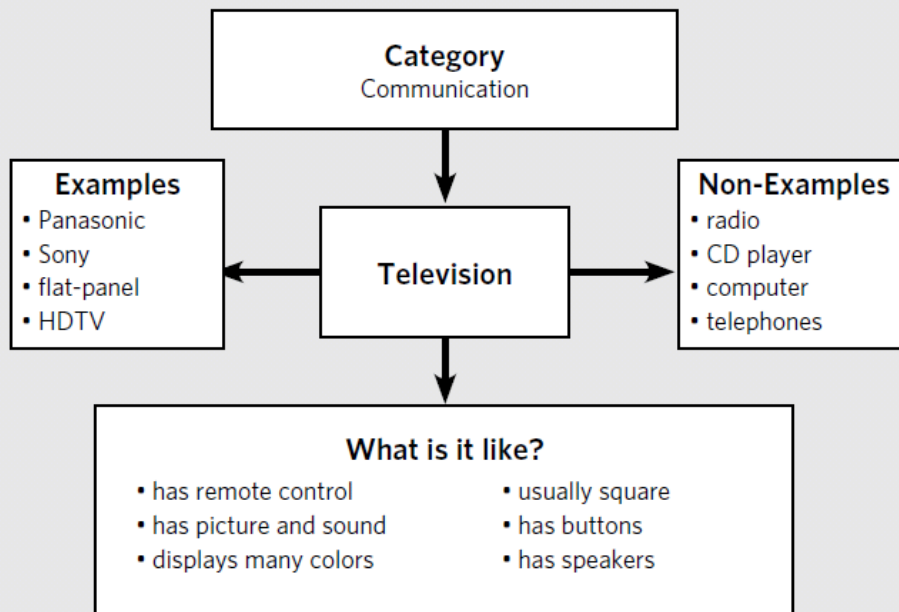 Category
Communication
Examples
• Panasonic
• Sony
• flat-panel
• HDTV
Television
Non-Examples
• radio
• CD player
• computer
• telephones
What is it like?
• has remote control
• has picture and sound
• displays many colors
• usually square
• has buttons
• has speakers